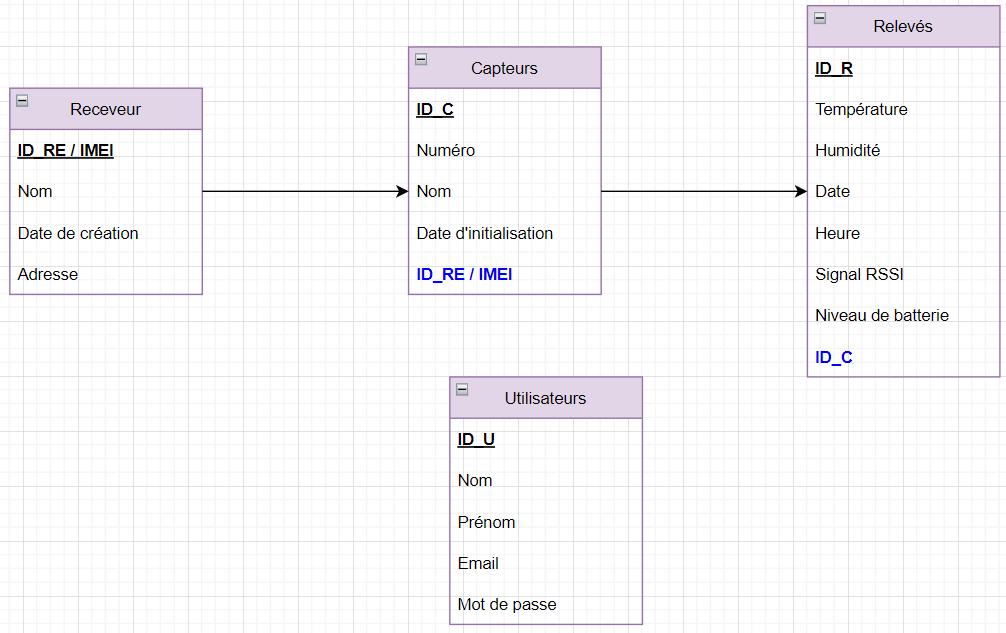 Receveur
ID_RE / IMEI
Nom
Date de création
Adresse
Capteurs
ID_C
Numéro
Nom
Date d'initialisation
ID_RE / IMEI
Relevés
ID_R
Température
Humidité
Date
Heure
Signal RSSI
Niveau de batterie
ID_C
Utilisateurs
ID_U
Nom
Prénom
Email
Mot de passe